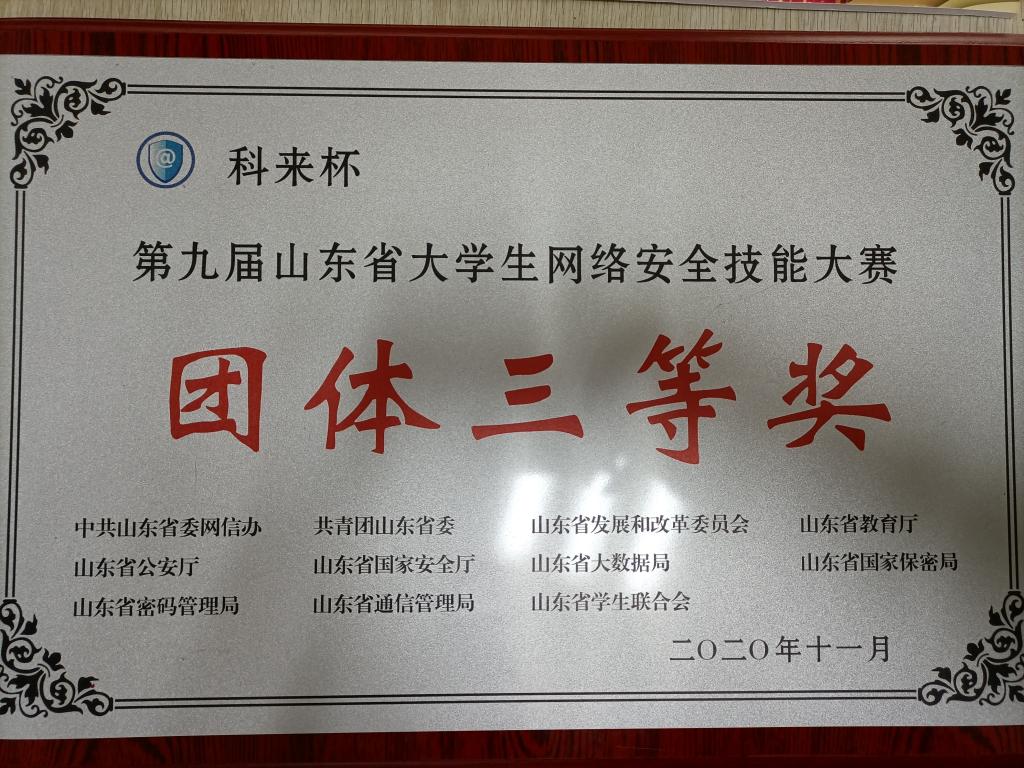 @ 科来杯
第九届山东省大学生网络安全技能大赛
团体三等奖
中共山东省委网信办 共青团山东省委 山东省发展和改革委员会 山东省教育厅
山东省公安厅 山东省国家安全厅 山东省大数据局 山东省国家保密局
山东省密码管理局 山东省通信管理局 山东省学生联合会
二〇二〇年十一月